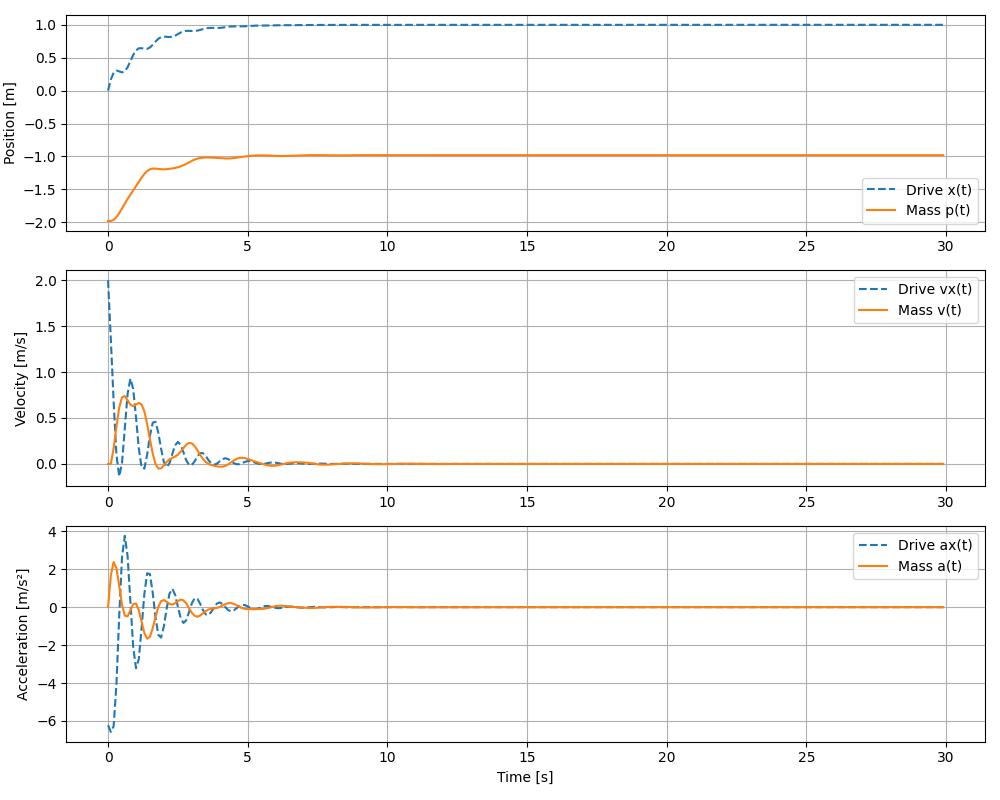 Position [m]
1.0
0.5
0.0
−0.5
−1.0
−1.5
−2.0
Drive x(t)
Mass p(t)
0 5 10 15 20 25 30
Velocity [m/s]
2.0
1.5
1.0
0.5
0.0
Drive vx(t)
Mass v(t)
0 5 10 15 20 25 30
Acceleration [m/s²]
4
2
0
−2
−4
−6
Drive ax(t)
Mass a(t)
0 5 10 15 20 25 30
Time [s]